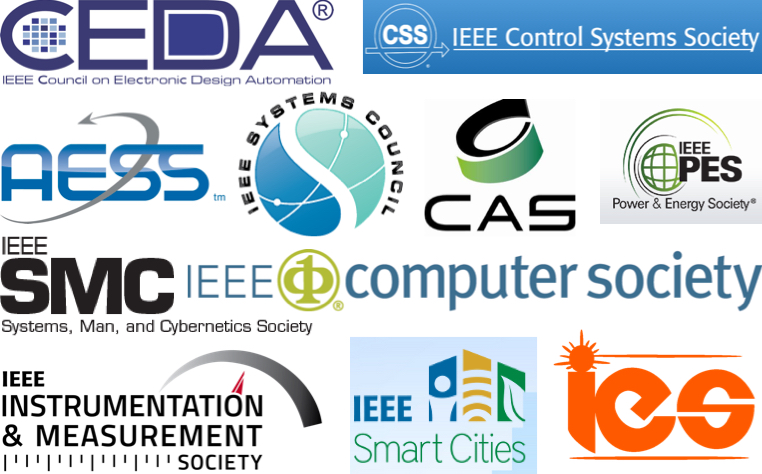 CEDA®
IEEE Council on Electronic Design Automation
CSS
IEEE Control Systems Society
AESS tm
IEEE SYSTEMS COUNCIL
CAS
IEEE
PES
Power & Energy Society®
IEEE
SMC
Systems, Man, and Cybernetics Society
IEEE computer society
®
IEEE
INSTRUMENTATION
& MEASUREMENT
SOCIETY
IEEE
Smart Cities
ies